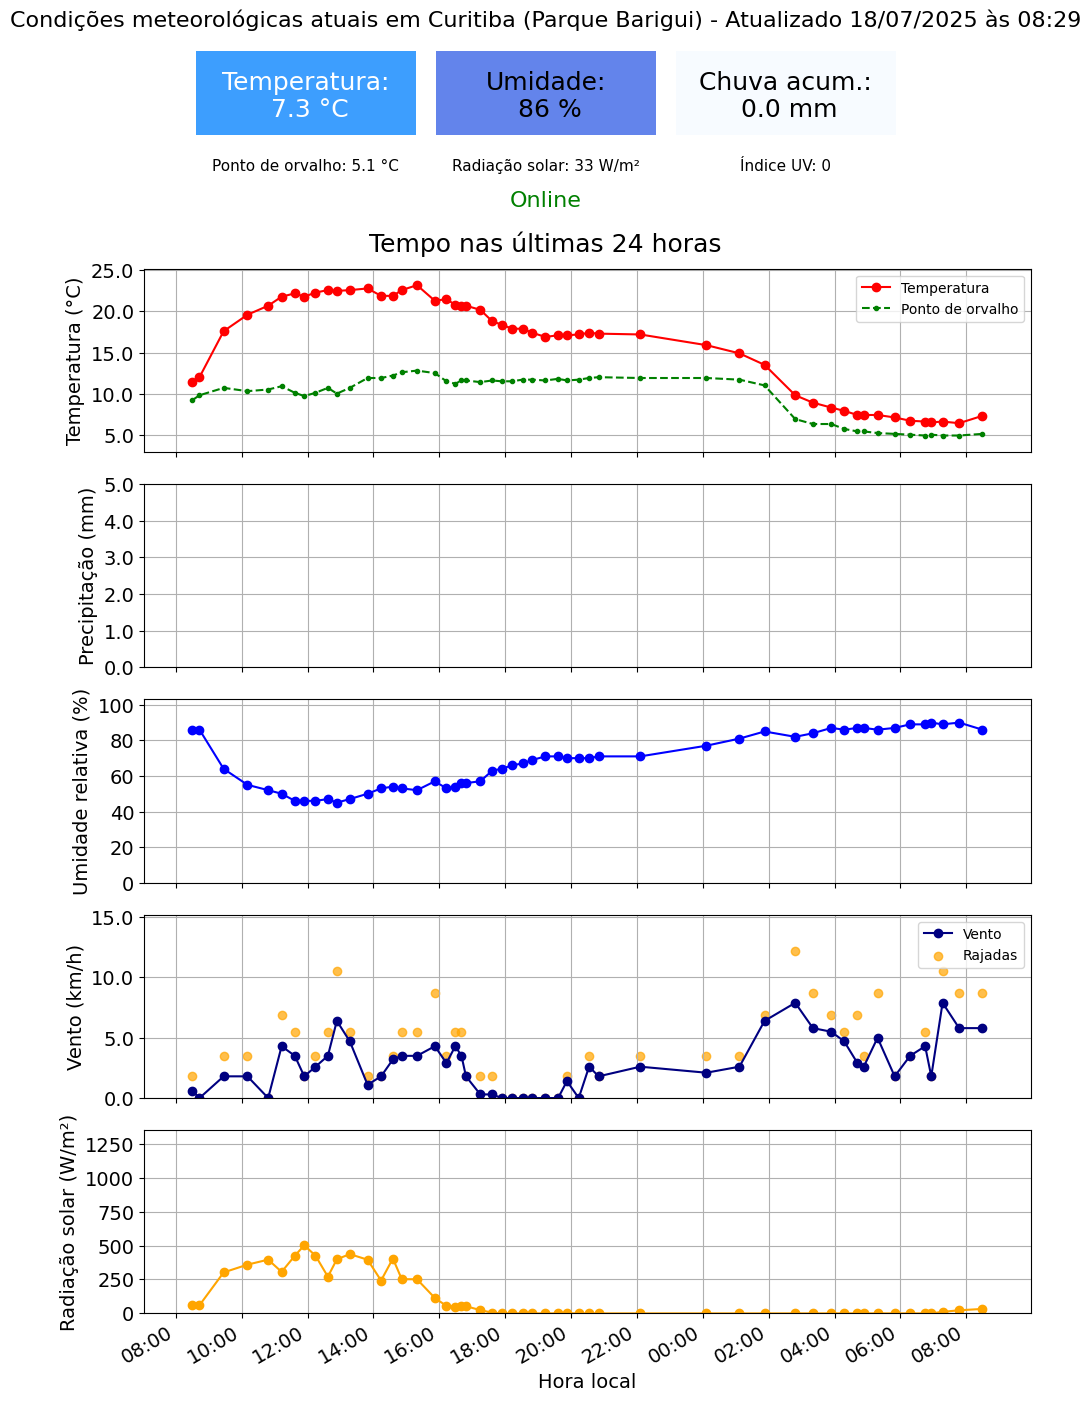 Condições meteorológicas atuais em Curitiba (Parque Barigui) - Atualizado 18/07/2025 às 08:29
Temperatura:
7.3 °C
Umidade:
86 %
Chuva acum.:
0.0 mm
Ponto de orvalho: 5.1 °C
Radiação solar: 33 W/m²
Índice UV: 0
Online
Tempo nas últimas 24 horas
Temperatura (°C)
25.0
20.0
15.0
10.0
5.0
Temperatura
Ponto de orvalho
Precipitação (mm)
5.0
4.0
3.0
2.0
1.0
0.0
Umidade relativa (%)
100
80
60
40
20
0
Vento (km/h)
15.0
10.0
5.0
0.0
Vento
Rajadas
Radiação solar (W/m²)
1250
1000
750
500
250
0
08:00
10:00
12:00
14:00
16:00
18:00
20:00
22:00
00:00
02:00
04:00
06:00
08:00
Hora local